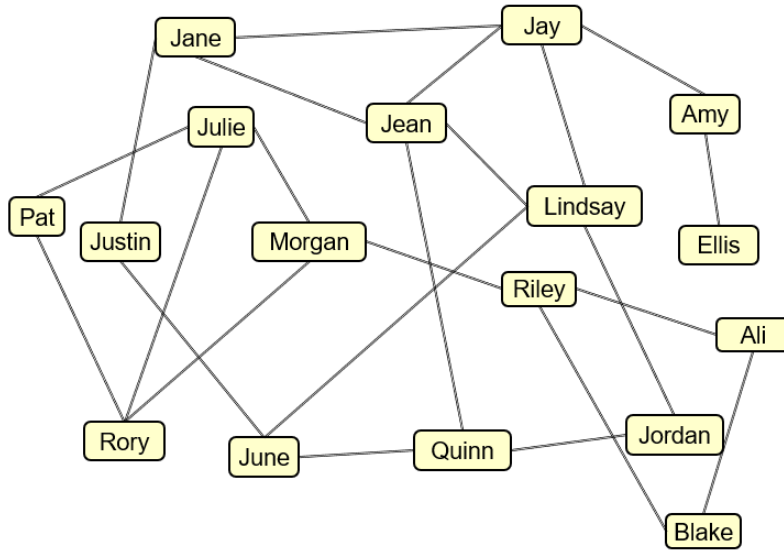 Jane
Jay
Julie
Jean
Amy
Pat
Justin
Morgan
Lindsay
Ellis
Riley
Ali
Rory
June
Quinn
Jordan
Blake